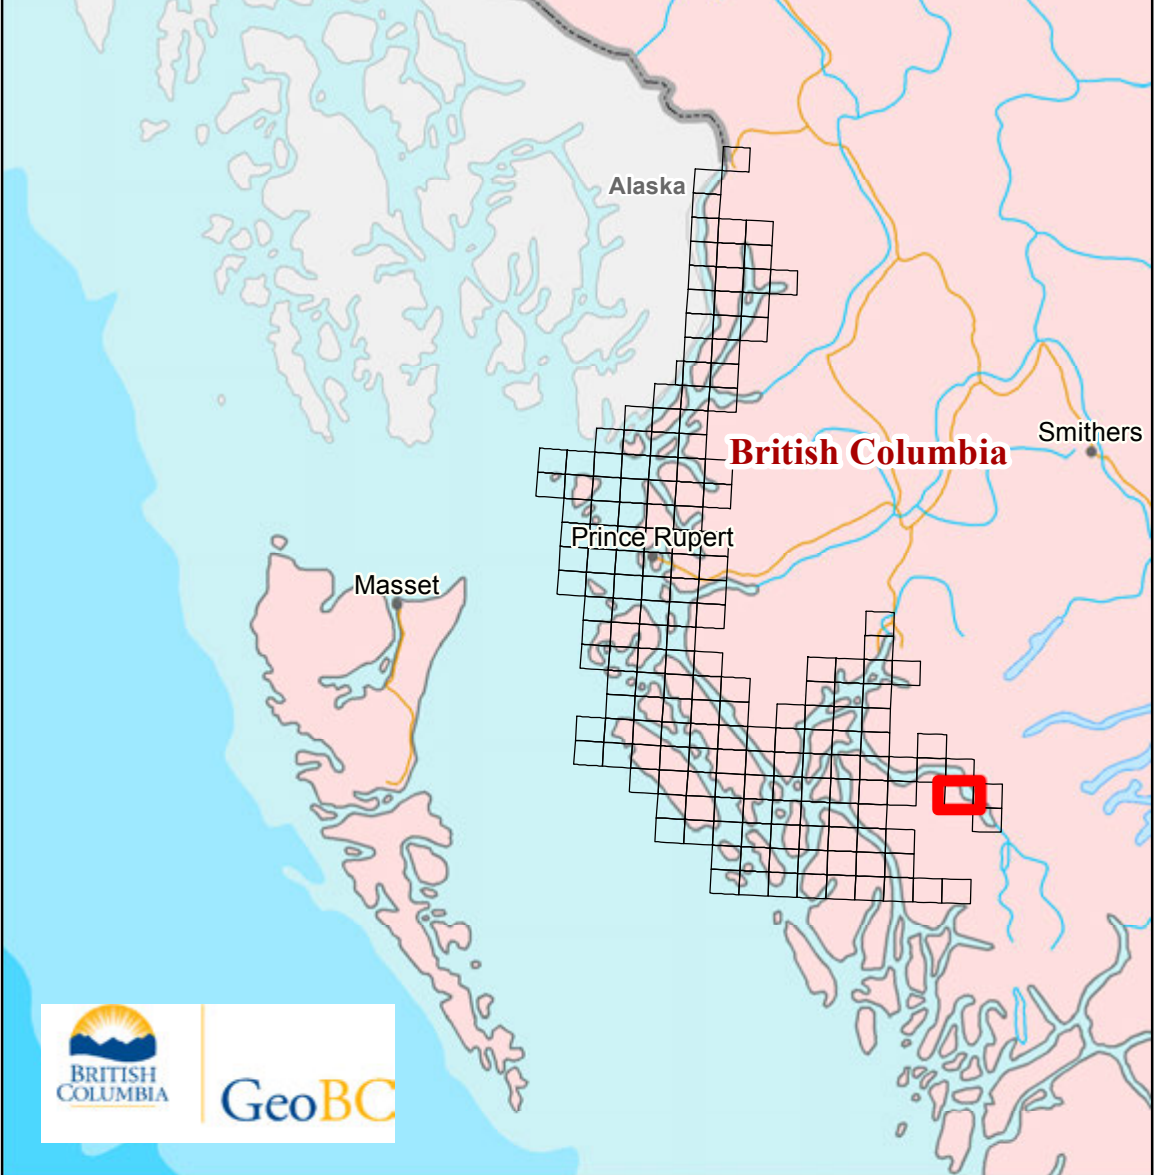 Alaska
Smithers
British Columbia
Prince Rupert
Masset
BRITISH
COLUMBIA
GeoBC